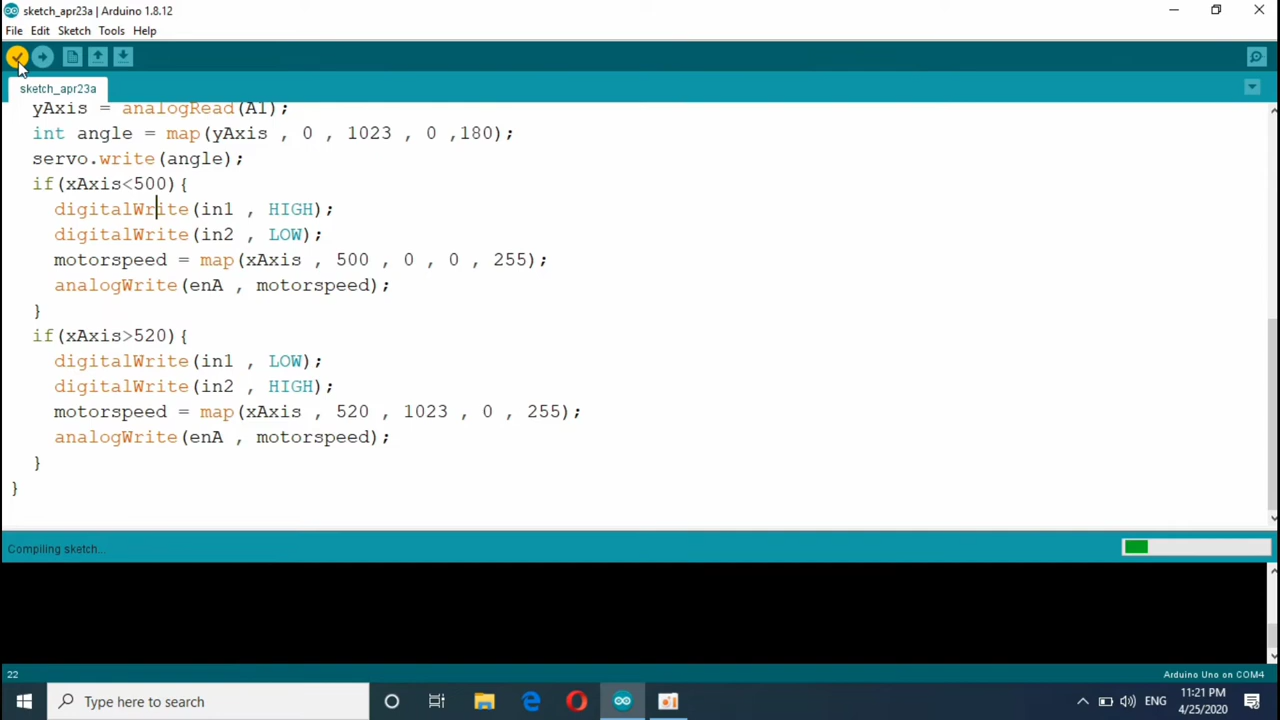 sketch_apr23a | Arduino 1.8.12
File Edit Sketch Tools Help
sketch_apr23a
yAxis = analogRead(A1);
int angle = map(yAxis , 0 , 1023 , 0 ,180);
servo.write(angle);
if(xAxis<500){
digitalWrite(in1 , HIGH);
digitalWrite(in2 , LOW);
motorspeed = map(xAxis , 500 , 0 , 0 , 255);
analogWrite(enA , motorspeed);
}
if(xAxis>520){
digitalWrite(in1 , LOW);
digitalWrite(in2 , HIGH);
motorspeed = map(xAxis , 520 , 1023 , 0 , 255);
analogWrite(enA , motorspeed);
}
}
Compiling sketch...
22
Arduino Uno on COM4
Type here to search
ENG
11:21 PM
4/25/2020